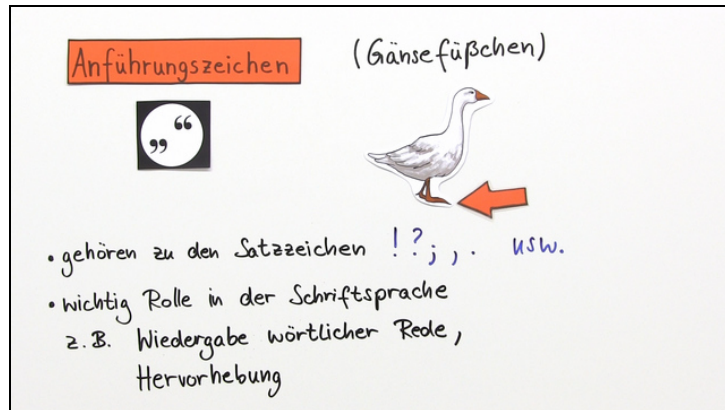 Anführungszeichen
(Gänsefüßchen)
„ “
• gehören zu den Satzzeichen ! ? ; , . usw.
• wichtig Rolle in der Schriftsprache
z.B. Wiedergabe wörtlicher Rede,
Hervorhebung